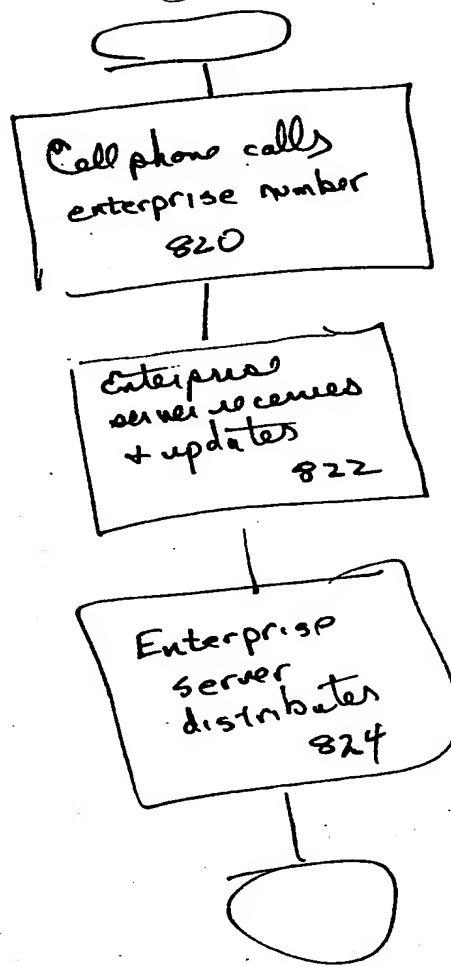 Cell phone calls
enterprise number
820
Enterprise
server receives
+ updates
822
Enterprise
server
distributes
824